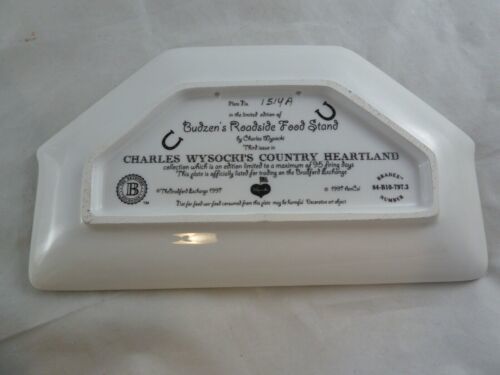 Plate No. 1514A
in the limited edition of
Budzen's Roadside Food Stand
by Charles Wysocki
Third issue in
CHARLES WYSOCKI'S COUNTRY HEARTLAND
collection which is an edition limited to a maximum of 95 firing days
This plate is officially listed for trading on the Bradford Exchange
B
TM
©The Bradford Exchange 1997
© 1997 AmCal
BRADEX®
84-B10-797.3
NUMBER
Not for food use: food consumed from this plate may be harmful. Decorative art object